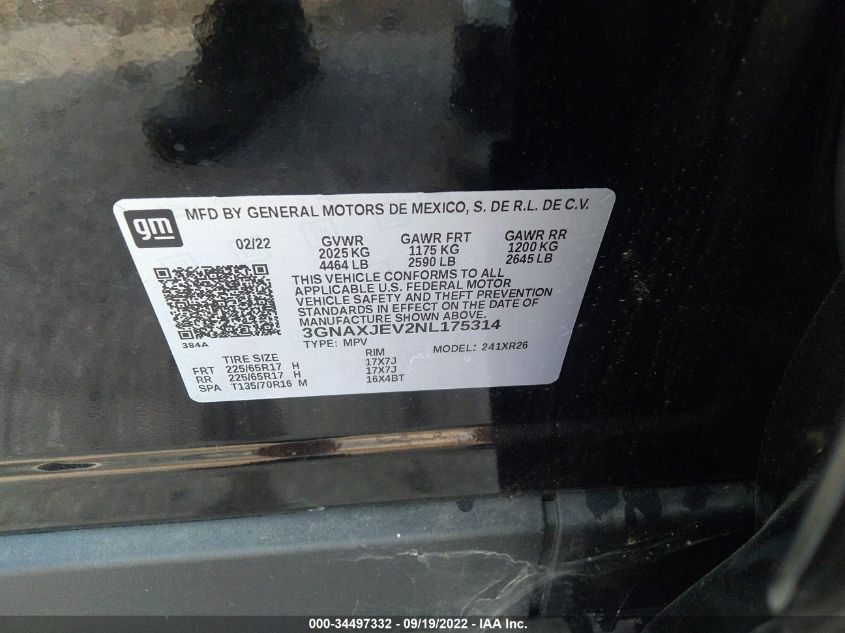 gm
MFD BY GENERAL MOTORS DE MEXICO, S. DE R.L. DE C.V.
02/22 GVWR GAWR FRT GAWR RR
2025 KG 1175 KG 1200 KG
4464 LB 2590 LB 2645 LB
THIS VEHICLE CONFORMS TO ALL
APPLICABLE U.S. FEDERAL MOTOR
VEHICLE SAFETY AND THEFT PREVENTION
STANDARDS IN EFFECT ON THE DATE OF
MANUFACTURE SHOWN ABOVE.
3GNAXJEV2NL175314
384A TYPE: MPV MODEL: 241XR26
TIRE SIZE RIM
FRT 225/65R17 H 17X7J
RR 225/65R17 H 17X7J
SPA T135/70R16 M 16X4BT
000-34497332 - 09/19/2022 - IAA Inc.